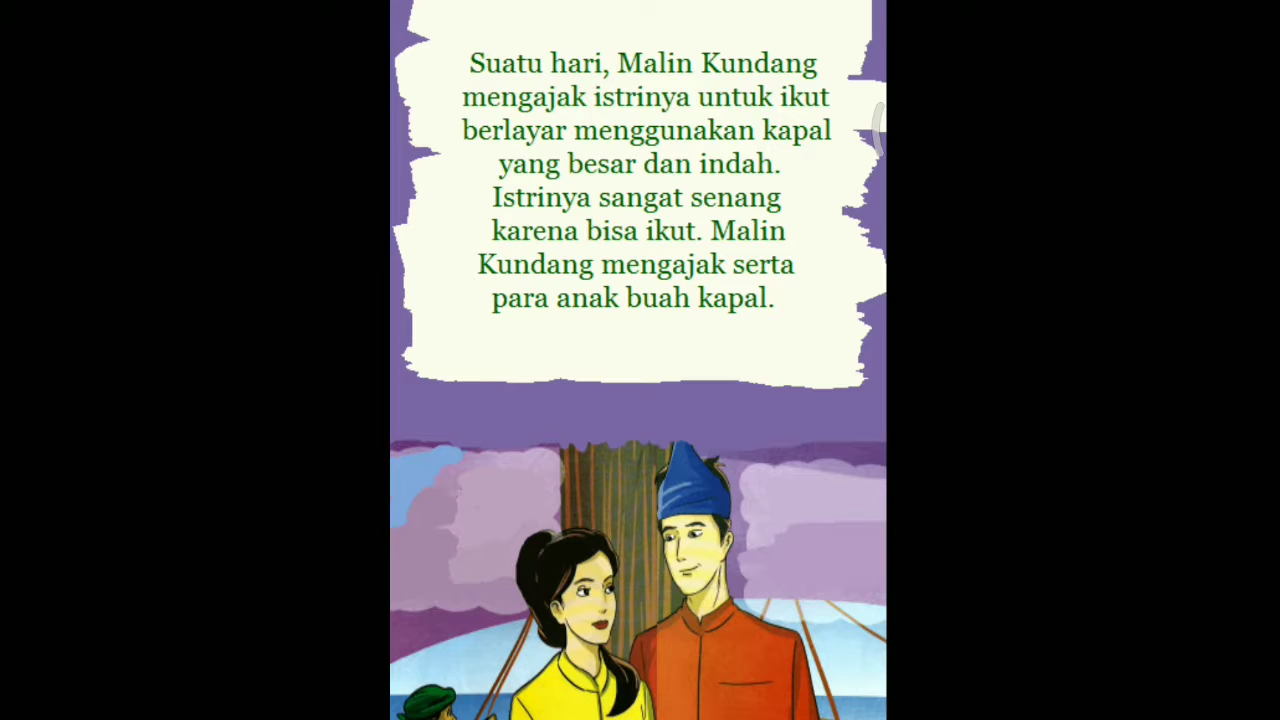 Suatu hari, Malin Kundang
mengajak istrinya untuk ikut
berlayar menggunakan kapal
yang besar dan indah.
Istrinya sangat senang
karena bisa ikut. Malin
Kundang mengajak serta
para anak buah kapal.